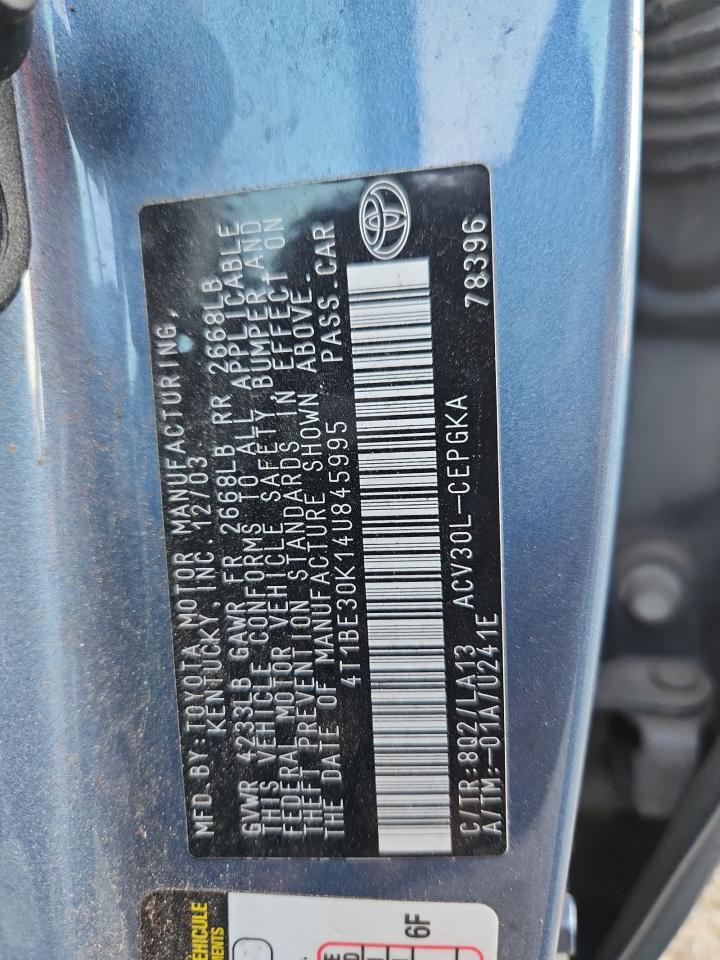 MFD. BY: TOYOTA MOTOR MANUFACTURING,
KENTUCKY, INC. 12/03
GVWR 4233LB GAWR FR 2668LB RR 2668LB
THIS VEHICLE CONFORMS TO ALL APPLICABLE
FEDERAL MOTOR VEHICLE SAFETY, BUMPER, AND
THEFT PREVENTION STANDARDS IN EFFECT ON
THE DATE OF MANUFACTURE SHOWN ABOVE.
4T1BE30K14U845995 PASS.CAR
C/TR:8Q2/LA13 ACV30L-CEPGKA
A/TM:-01A/U241E 78396
6F